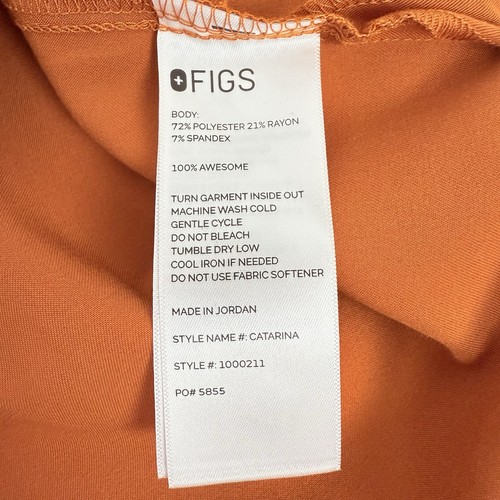 FIGS
BODY:
72% POLYESTER 21% RAYON
7% SPANDEX
100% AWESOME
TURN GARMENT INSIDE OUT
MACHINE WASH COLD
GENTLE CYCLE
DO NOT BLEACH
TUMBLE DRY LOW
COOL IRON IF NEEDED
DO NOT USE FABRIC SOFTENER
MADE IN JORDAN
STYLE NAME #: CATARINA
STYLE #: 1000211
PO# 5855